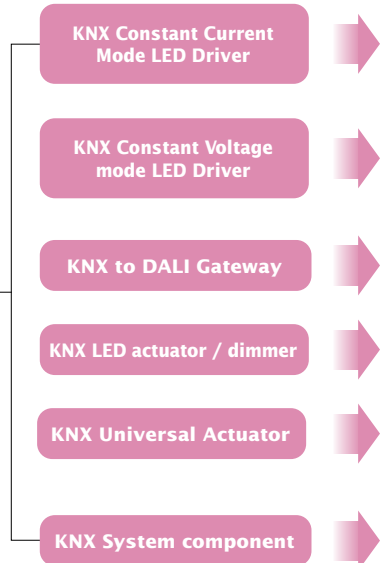 KNX Constant Current
Mode LED Driver
KNX Constant Voltage
mode LED Driver
KNX to DALI Gateway
KNX LED actuator / dimmer
KNX Universal Actuator
KNX System component